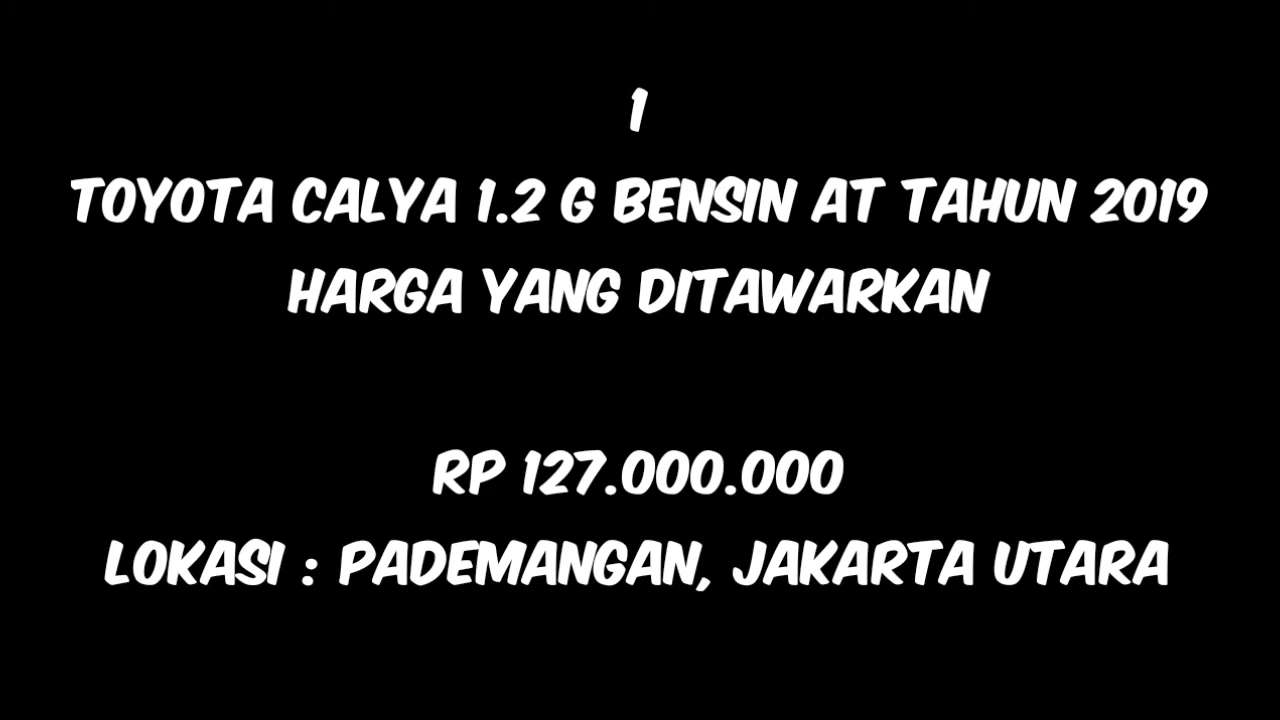 1
TOYOTA CALYA 1.2 G BENSIN AT TAHUN 2019
HARGA YANG DITAWARKAN
RP 127.000.000
LOKASI : PADEMANGAN, JAKARTA UTARA